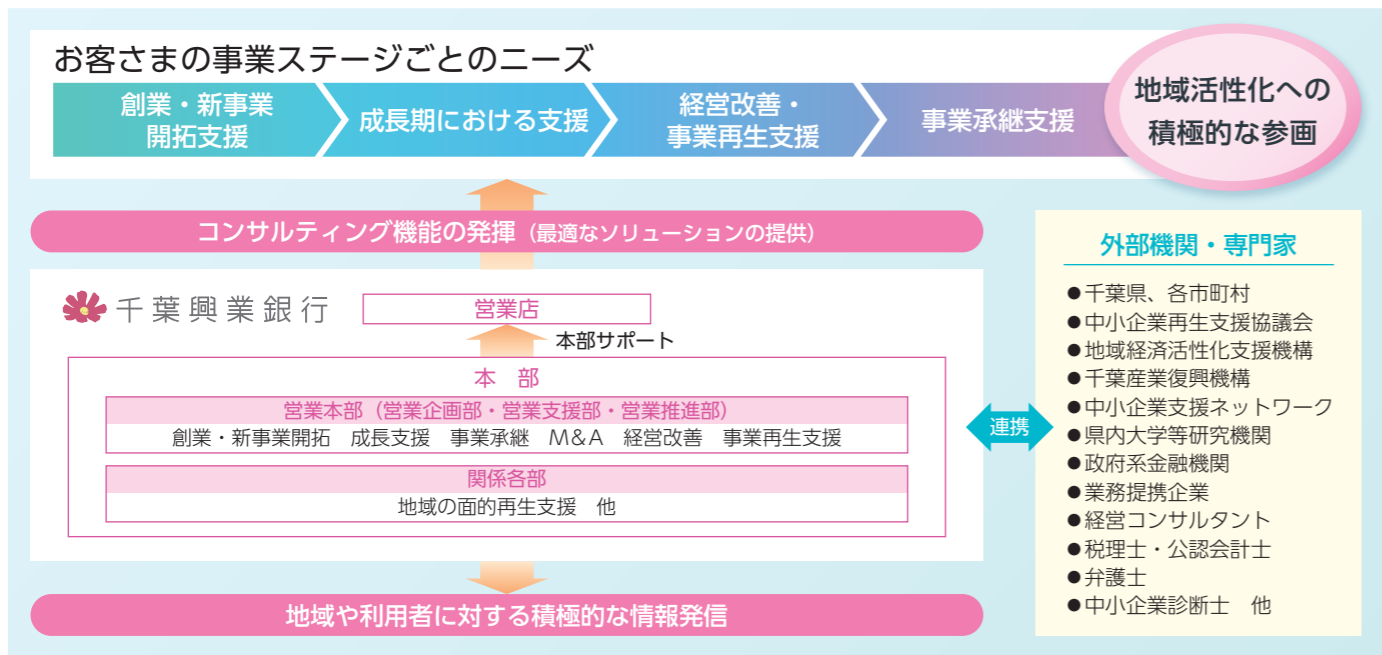 お客さまの事業ステージごとのニーズ
創業・新事業
開拓支援
成長期における支援
経営改善・
事業再生支援
事業承継支援
地域活性化への
積極的な参画
コンサルティング機能の発揮（最適なソリューションの提供）
千葉興業銀行
営業店
本部サポート
本　部
営業本部（営業企画部・営業支援部・営業推進部）
創業・新事業開拓　成長支援　事業承継　M&A　経営改善　事業再生支援
関係各部
地域の面的再生支援　他
地域や利用者に対する積極的な情報発信
連携
外部機関・専門家
●千葉県、各市町村
●中小企業再生支援協議会
●地域経済活性化支援機構
●千葉産業復興機構
●中小企業支援ネットワーク
●県内大学等研究機関
●政府系金融機関
●業務提携企業
●経営コンサルタント
●税理士・公認会計士
●弁護士
●中小企業診断士　他